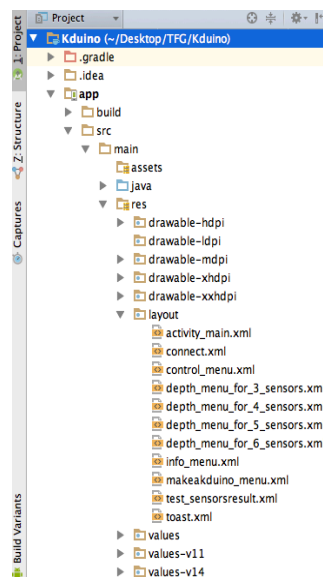 Project
Kduino (~/Desktop/TFG/Kduino)
.gradle
.idea
app
build
src
main
assets
java
res
drawable-hdpi
drawable-ldpi
drawable-mdpi
drawable-xhdpi
drawable-xxhdpi
layout
activity_main.xml
connect.xml
control_menu.xml
depth_menu_for_3_sensors.xm
depth_menu_for_4_sensors.xm
depth_menu_for_5_sensors.xm
depth_menu_for_6_sensors.xm
info_menu.xml
makeakduino_menu.xml
test_sensorsresult.xml
toast.xml
values
values-v11
values-v14
1: Project
Z: Structure
Captures
Build Variants